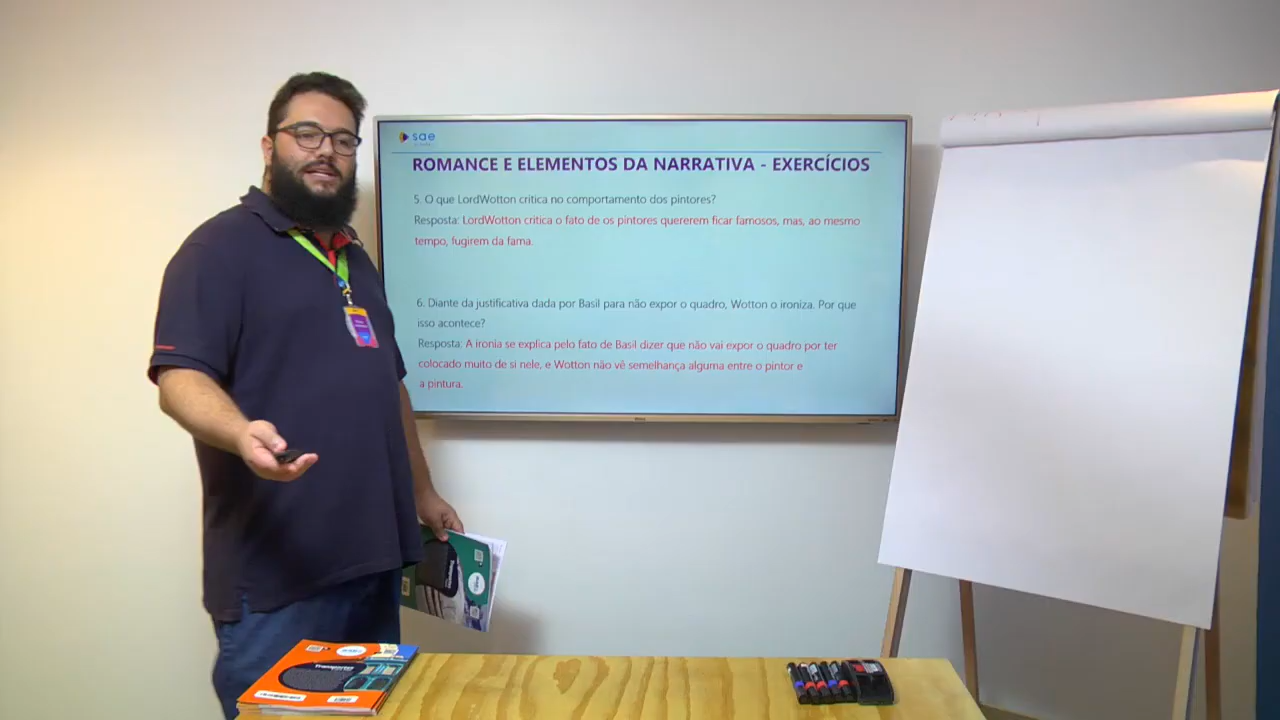 sae
ROMANCE E ELEMENTOS DA NARRATIVA - EXERCÍCIOS
5. O que LordWotton critica no comportamento dos pintores?
Resposta: LordWotton critica o fato de os pintores quererem ficar famosos, mas, ao mesmo
tempo, fugirem da fama.
6. Diante da justificativa dada por Basil para não expor o quadro, Wotton o ironiza. Por que
isso acontece?
Resposta: A ironia se explica pelo fato de Basil dizer que não vai expor o quadro por ter
colocado muito de si nele, e Wotton não vê semelhança alguma entre o pintor e
a pintura.